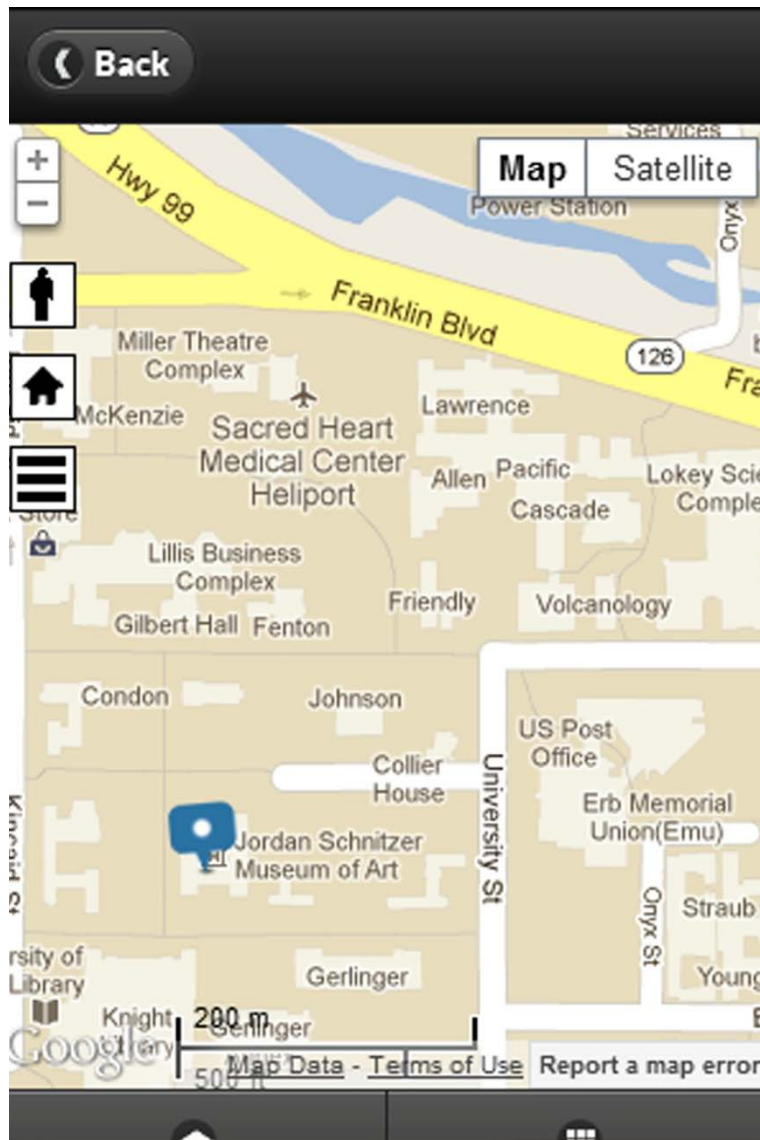 Back
Services
Map
Satellite
Power Station
Onyx
Hwy 99
Franklin Blvd
126
Fra
Miller Theatre
Complex
McKenzie
Sacred Heart
Medical Center
Heliport
Lawrence
Allen
Pacific
Cascade
Lokey Scie
Comple
Store
Lillis Business
Complex
Gilbert Hall
Fenton
Friendly
Volcanology
Condon
Johnson
US Post
Office
Collier
House
University St
Erb Memorial
Union(Emu)
Kincaid St
Jordan Schnitzer
Museum of Art
Onyx St
Straub
rsity of
Library
Gerlinger
Young
Knight
Library
200 m
Gerlinger
Annex
Google
500 ft
Map Data - Terms of Use
Report a map error